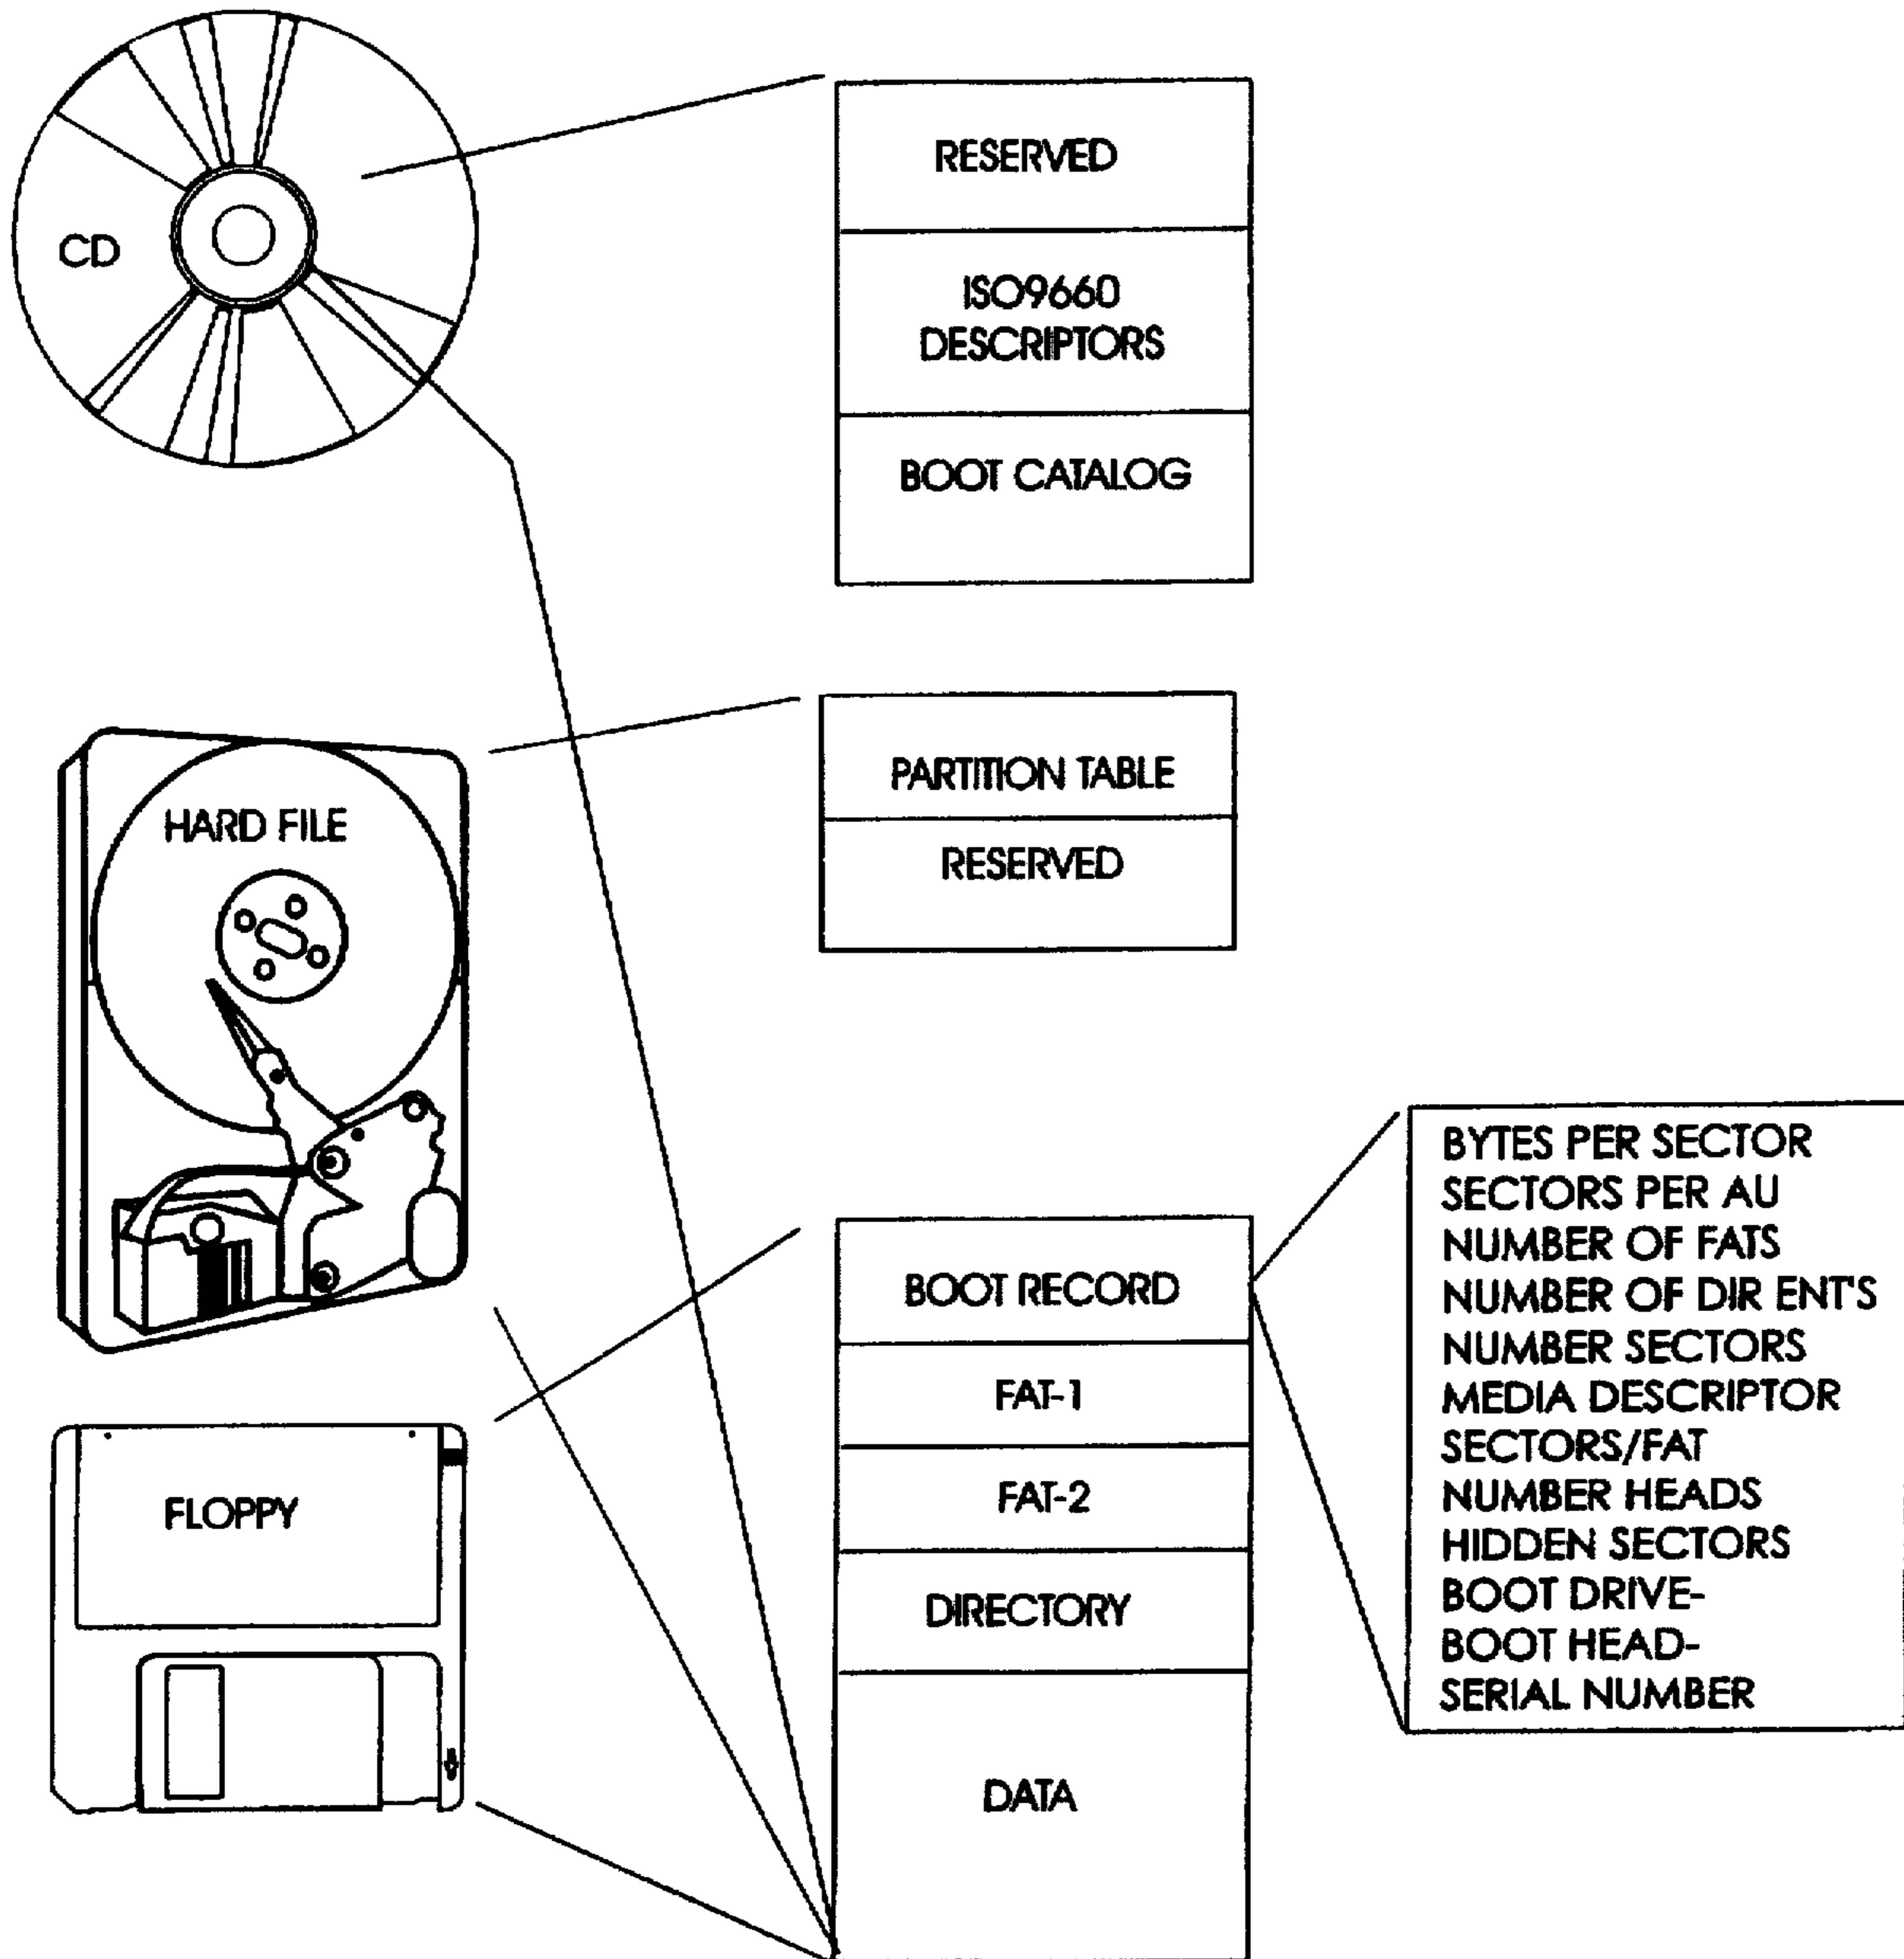 CD
RESERVED
ISO9660
DESCRIPTORS
BOOT CATALOG
HARD FILE
PARTITION TABLE
RESERVED
FLOPPY
BOOT RECORD
FAT-1
FAT-2
DIRECTORY
DATA
BYTES PER SECTOR
SECTORS PER AU
NUMBER OF FATS
NUMBER OF DIR ENT'S
NUMBER SECTORS
MEDIA DESCRIPTOR
SECTORS/FAT
NUMBER HEADS
HIDDEN SECTORS
BOOT DRIVE-
BOOT HEAD-
SERIAL NUMBER